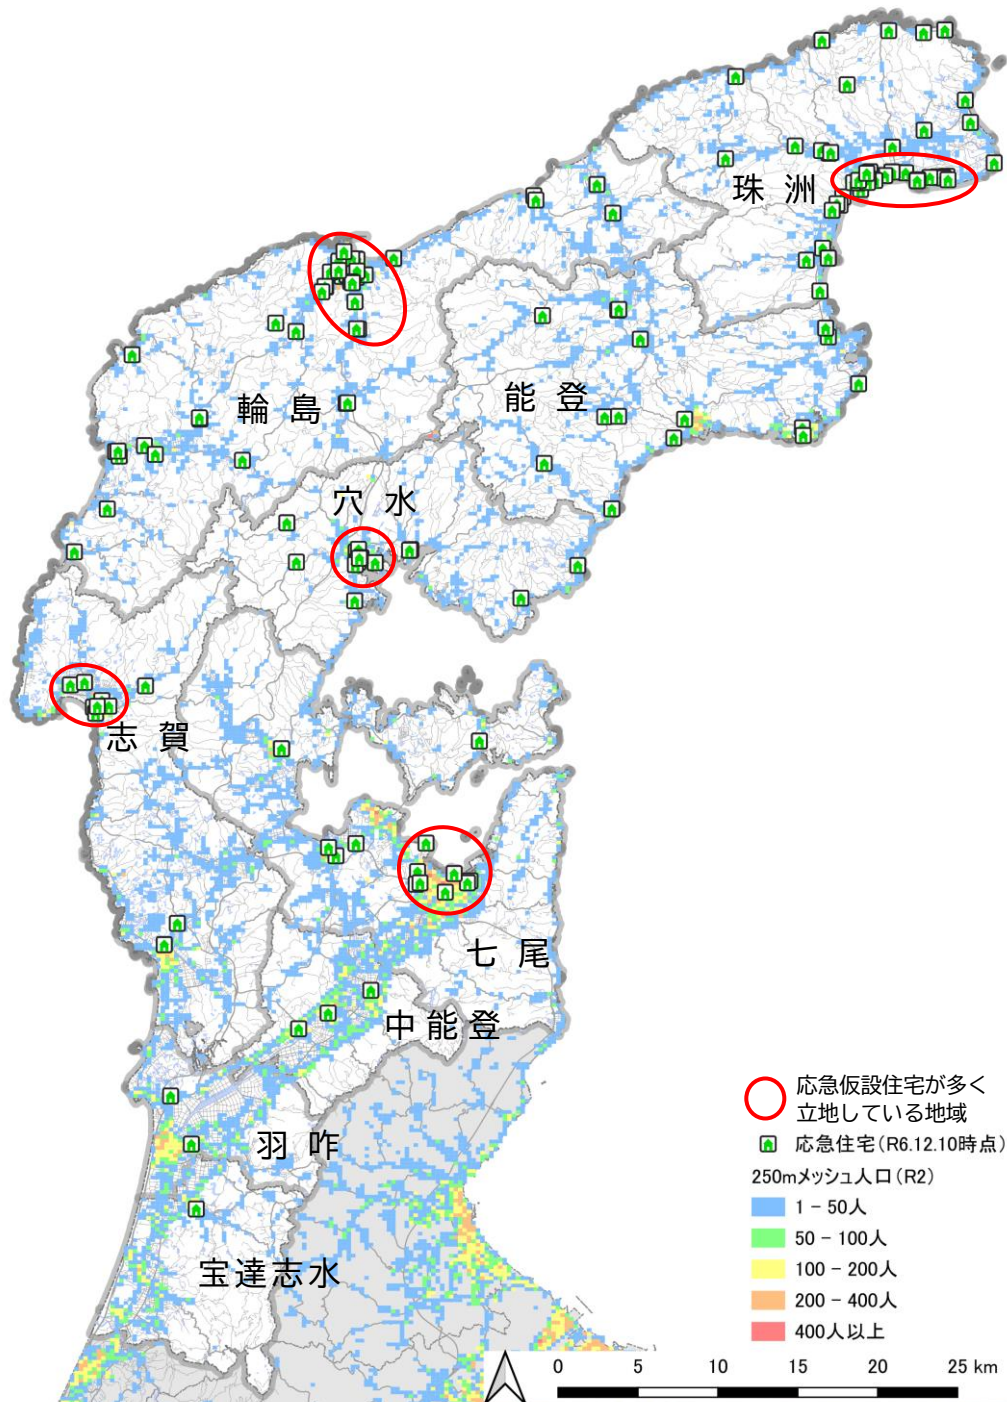 珠洲
輪島
能登
穴水
志賀
七尾
中能登
羽咋
宝達志水
応急仮設住宅が多く
立地している地域
応急住宅(R6.12.10時点)
250mメッシュ人口(R2)
1 - 50人
50 - 100人
100 - 200人
200 - 400人
400人以上
0 5 10 15 20 25 km